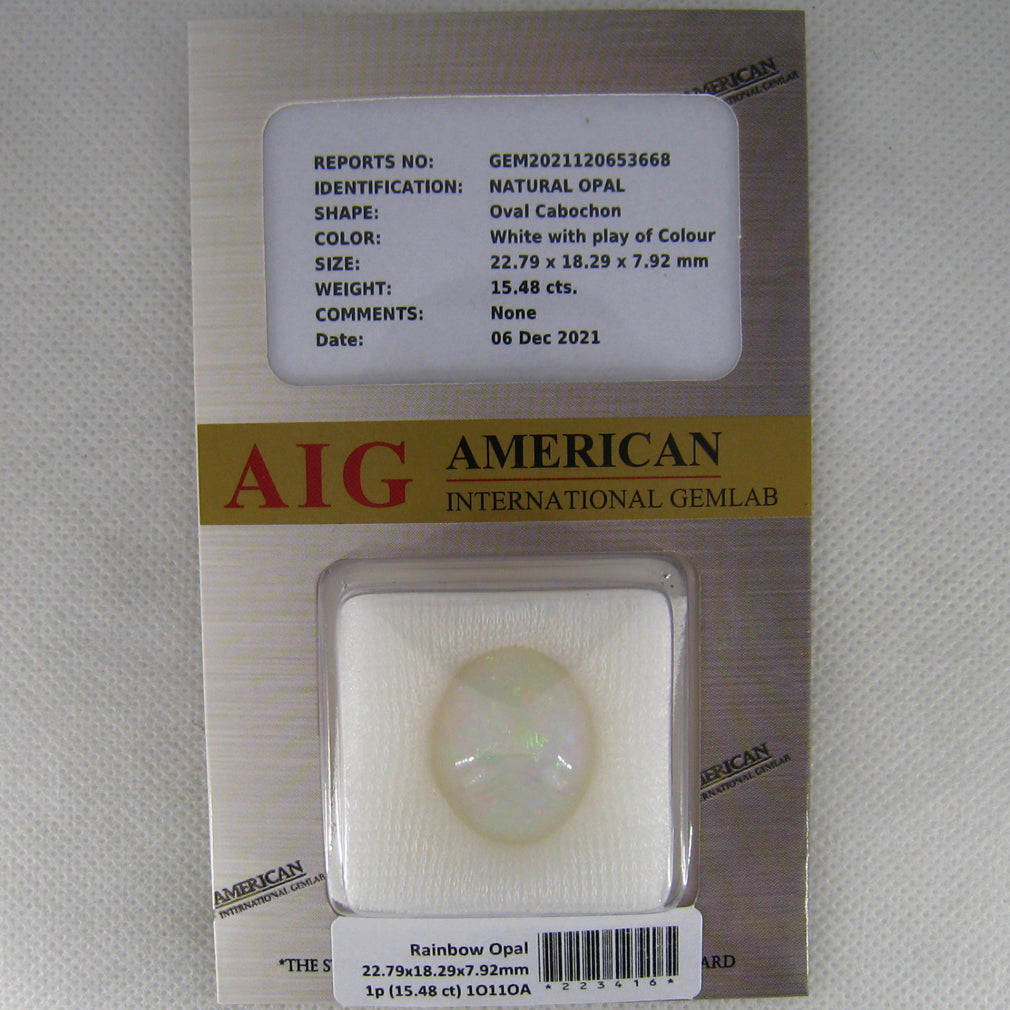 AMERICAN
INTERNATIONAL GEMLAB
REPORTS NO: GEM2021120653668
IDENTIFICATION: NATURAL OPAL
SHAPE: Oval Cabochon
COLOR: White with play of Colour
SIZE: 22.79 x 18.29 x 7.92 mm
WEIGHT: 15.48 cts.
COMMENTS: None
Date: 06 Dec 2021
AIG AMERICAN
INTERNATIONAL GEMLAB
AMERICAN
INTERNATIONAL GEMLAB
AMERICAN
INTERNATIONAL GEMLAB
*THE
Rainbow Opal
22.79x18.29x7.92mm
1p (15.48 ct) 1O11OA
*223416*